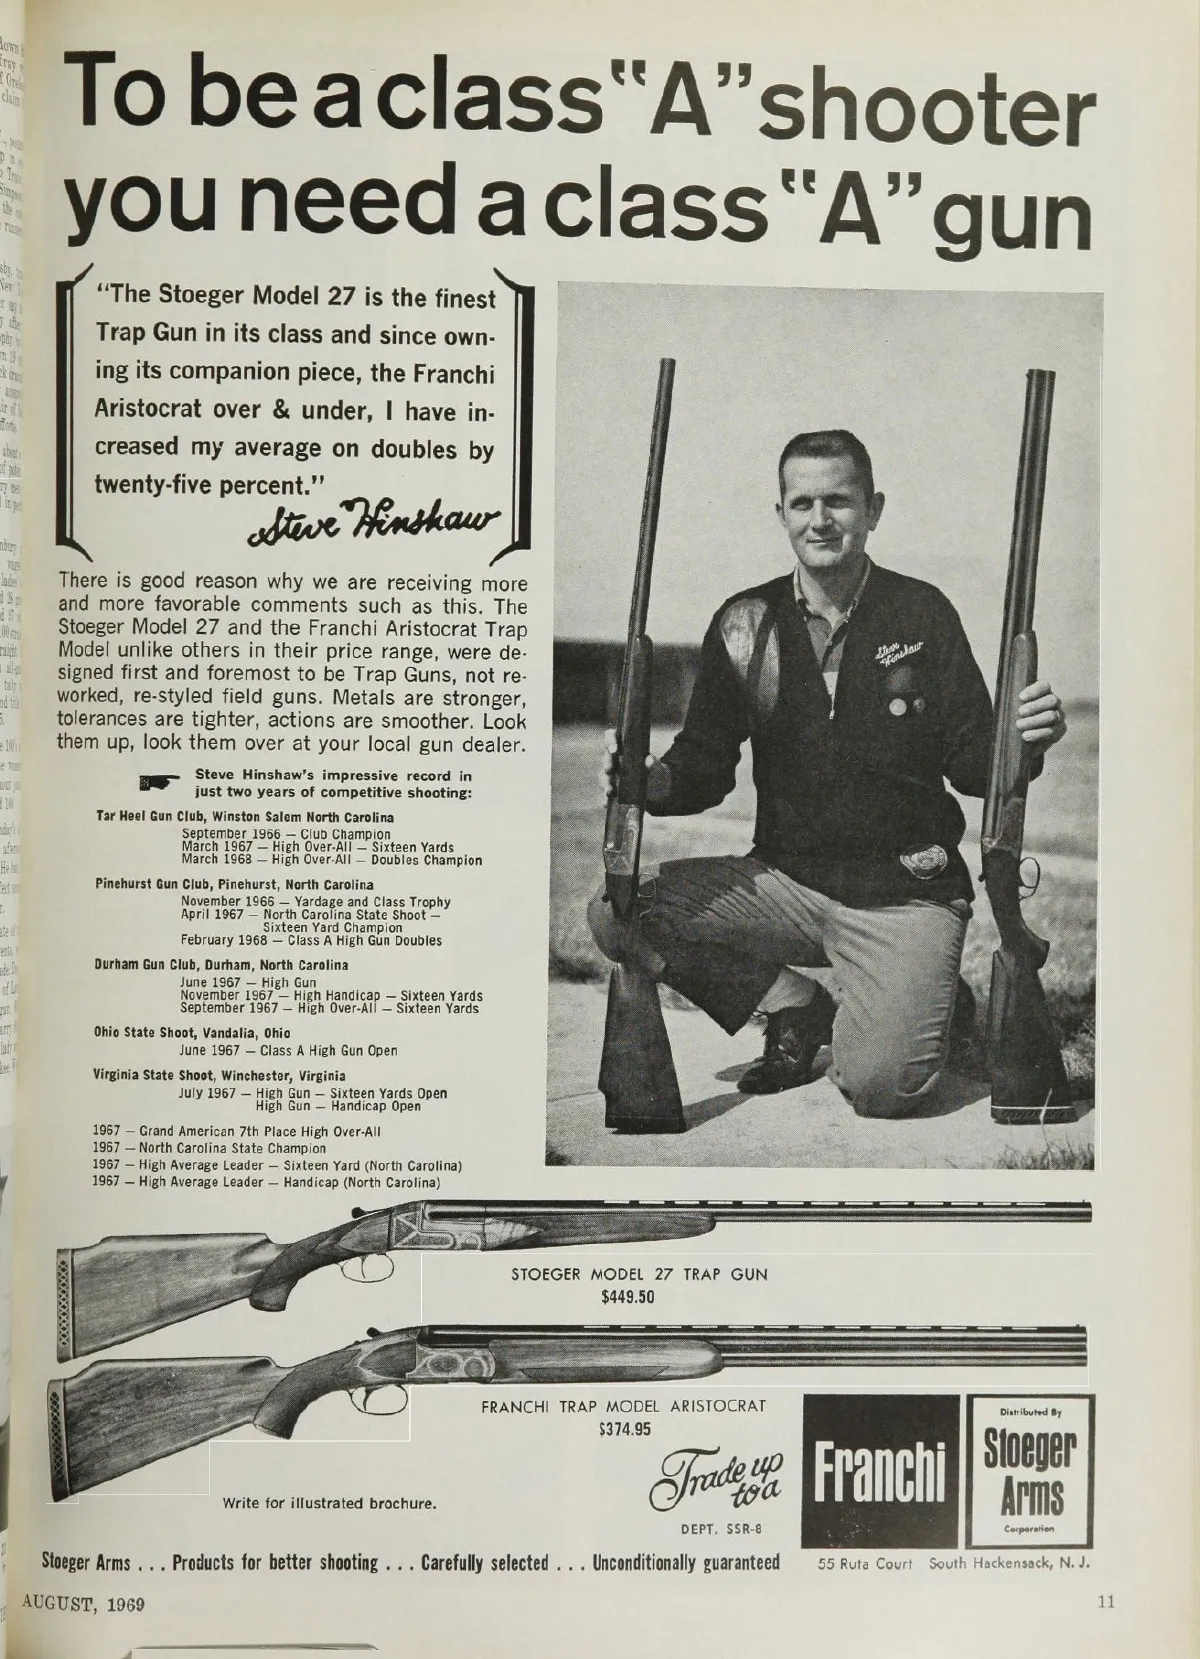 To be a class "A" shooter
you need a class "A" gun
"The Stoeger Model 27 is the finest
Trap Gun in its class and since own-
ing its companion piece, the Franchi
Aristocrat over & under, I have in-
creased my average on doubles by
twenty-five percent."
Steve Hinshaw
There is good reason why we are receiving more
and more favorable comments such as this. The
Stoeger Model 27 and the Franchi Aristocrat Trap
Model unlike others in their price range, were de-
signed first and foremost to be Trap Guns, not re-
worked, re-styled field guns. Metals are stronger,
tolerances are tighter, actions are smoother. Look
them up, look them over at your local gun dealer.
Steve Hinshaw's impressive record in
just two years of competitive shooting:
Tar Heel Gun Club, Winston Salem North Carolina
September 1966 — Club Champion
March 1967 — High Over-All — Sixteen Yards
March 1968 — High Over-All — Doubles Champion
Pinehurst Gun Club, Pinehurst, North Carolina
November 1966 — Yardage and Class Trophy
April 1967 — North Carolina State Shoot —
Sixteen Yard Champion
February 1968 — Class A High Gun Doubles
Durham Gun Club, Durham, North Carolina
June 1967 — High Gun
November 1967 — High Handicap — Sixteen Yards
September 1967 — High Over-All — Sixteen Yards
Ohio State Shoot, Vandalia, Ohio
June 1967 — Class A High Gun Open
Virginia State Shoot, Winchester, Virginia
July 1967 — High Gun — Sixteen Yards Open
High Gun — Handicap Open
1967 — Grand American 7th Place High Over-All
1967 — North Carolina State Champion
1967 — High Average Leader — Sixteen Yard (North Carolina)
1967 — High Average Leader — Handicap (North Carolina)
Steve
Hinshaw
STOEGER MODEL 27 TRAP GUN
$449.50
FRANCHI TRAP MODEL ARISTOCRAT
$374.95
Write for illustrated brochure.
Trade up
to a
DEPT. SSR-8
Franchi
Distributed By
Stoeger
Arms
Corporation
Stoeger Arms . . . Products for better shooting . . . Carefully selected . . . Unconditionally guaranteed
55 Ruta Court South Hackensack, N. J.
AUGUST, 1969
11